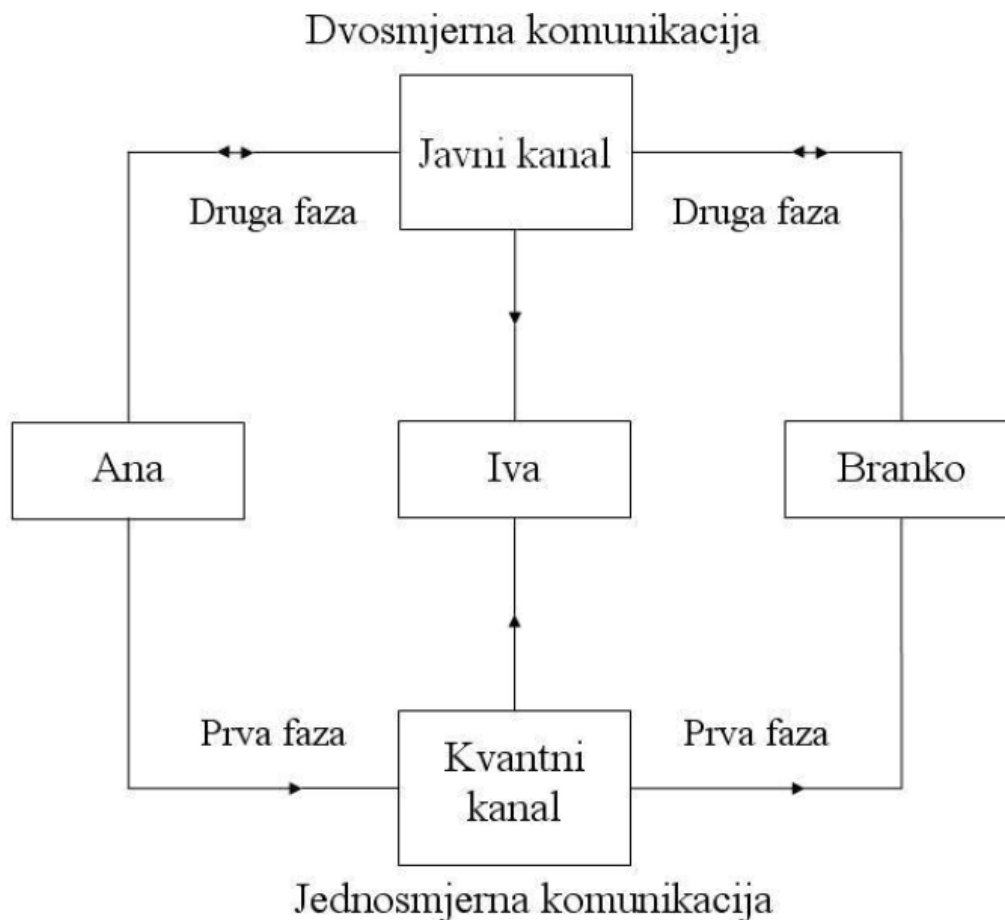 Dvosmjerna komunikacija
Javni kanal
Druga faza
Druga faza
Ana
Iva
Branko
Prva faza
Kvantni
kanal
Prva faza
Jednosmjerna komunikacija